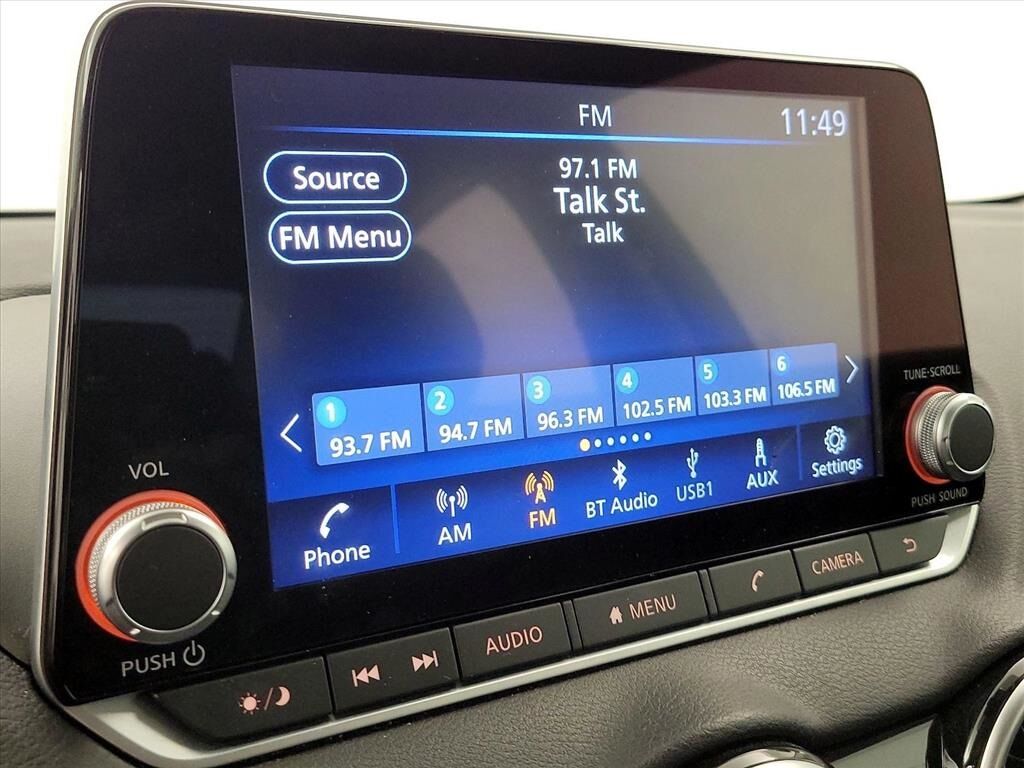 FM
11:49
Source
97.1 FM
Talk St.
FM Menu
Talk
1
93.7 FM
2
94.7 FM
3
96.3 FM
4
102.5 FM
5
103.3 FM
6
106.5 FM
TUNE·SCROLL
PUSH SOUND
VOL
PUSH
Phone
AM
FM
BT Audio
USB1
AUX
Settings
AUDIO
MENU
CAMERA